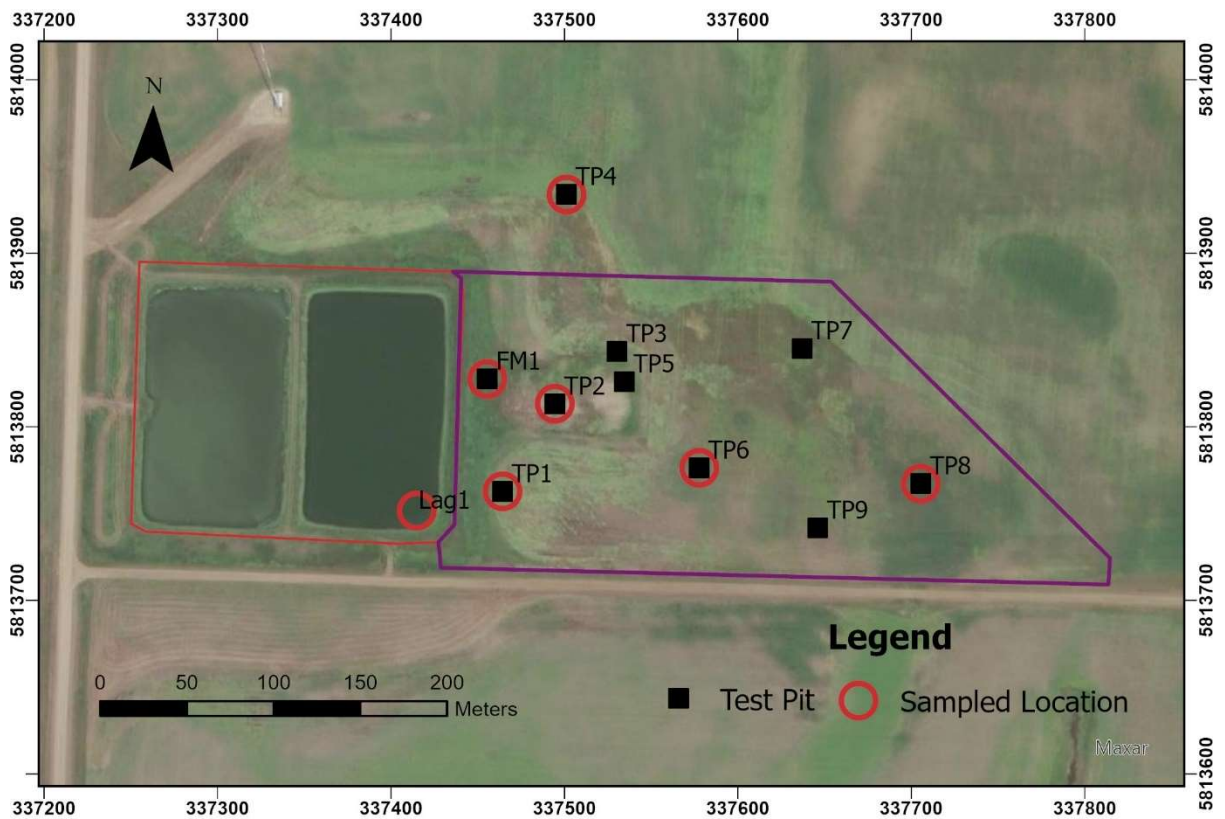 337200 337300 337400 337500 337600 337700 337800
5814000 5814000
N
TP4
5813900 5813900
TP3 TP7
FM1 TP5
TP2
5813800 5813800
TP6 TP8
TP1
Lag1 TP9
5813700 5813700
Legend
0 50 100 150 200
Meters
Test Pit Sampled Location
Maxar
5813600 5813600
337200 337300 337400 337500 337600 337700 337800